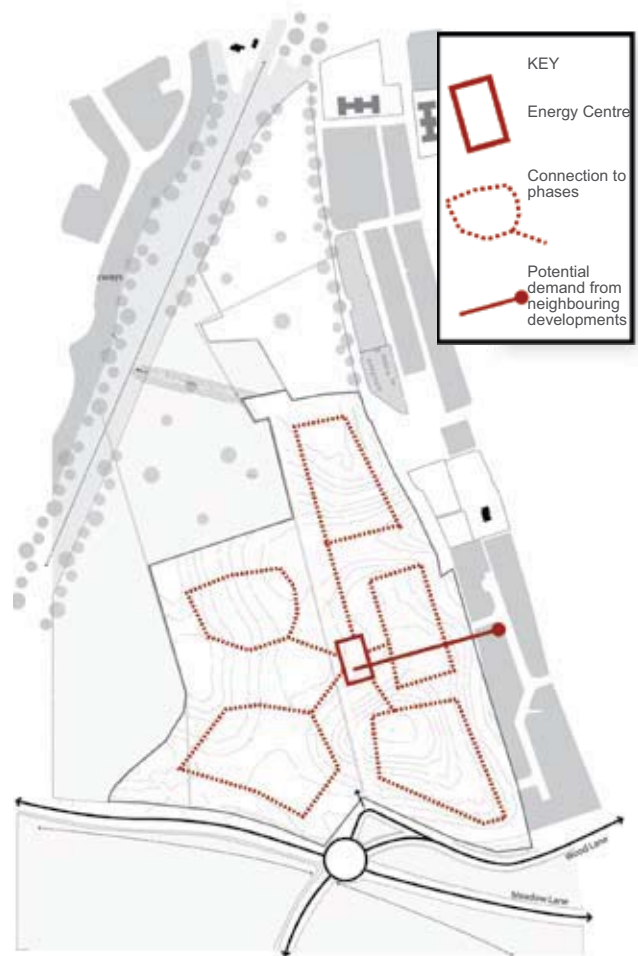 KEY
Energy Centre
Connection to
phases
Potential
demand from
neighbouring
developments
Wood Lane
Meadow Lane